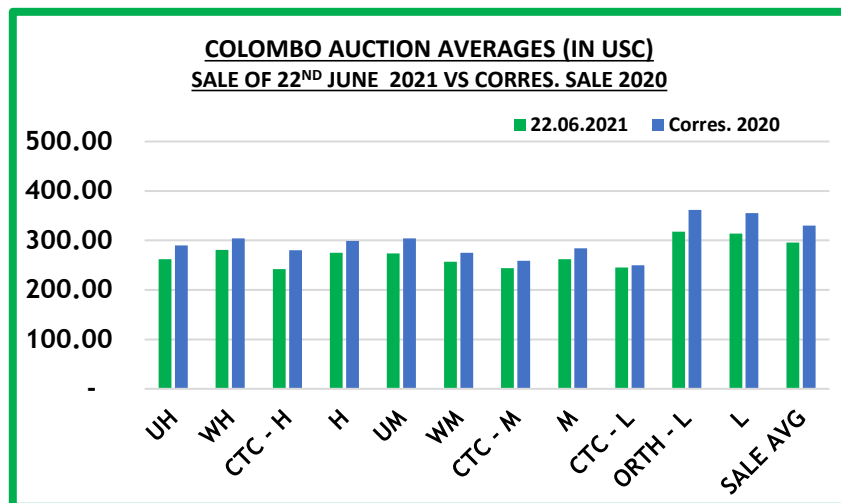 COLOMBO AUCTION AVERAGES (IN USC)
SALE OF 22ND JUNE 2021 VS CORRES. SALE 2020
22.06.2021 Corres. 2020
500.00
400.00
300.00
200.00
100.00
-
UH WH CTC - H H UM WM CTC - M M CTC - L ORTH - L L SALE AVG